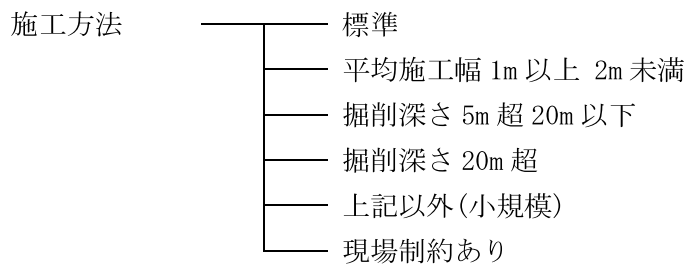 施工方法 標準
平均施工幅 1m 以上 2m 未満
掘削深さ 5m 超 20m 以下
掘削深さ 20m 超
上記以外(小規模)
現場制約あり